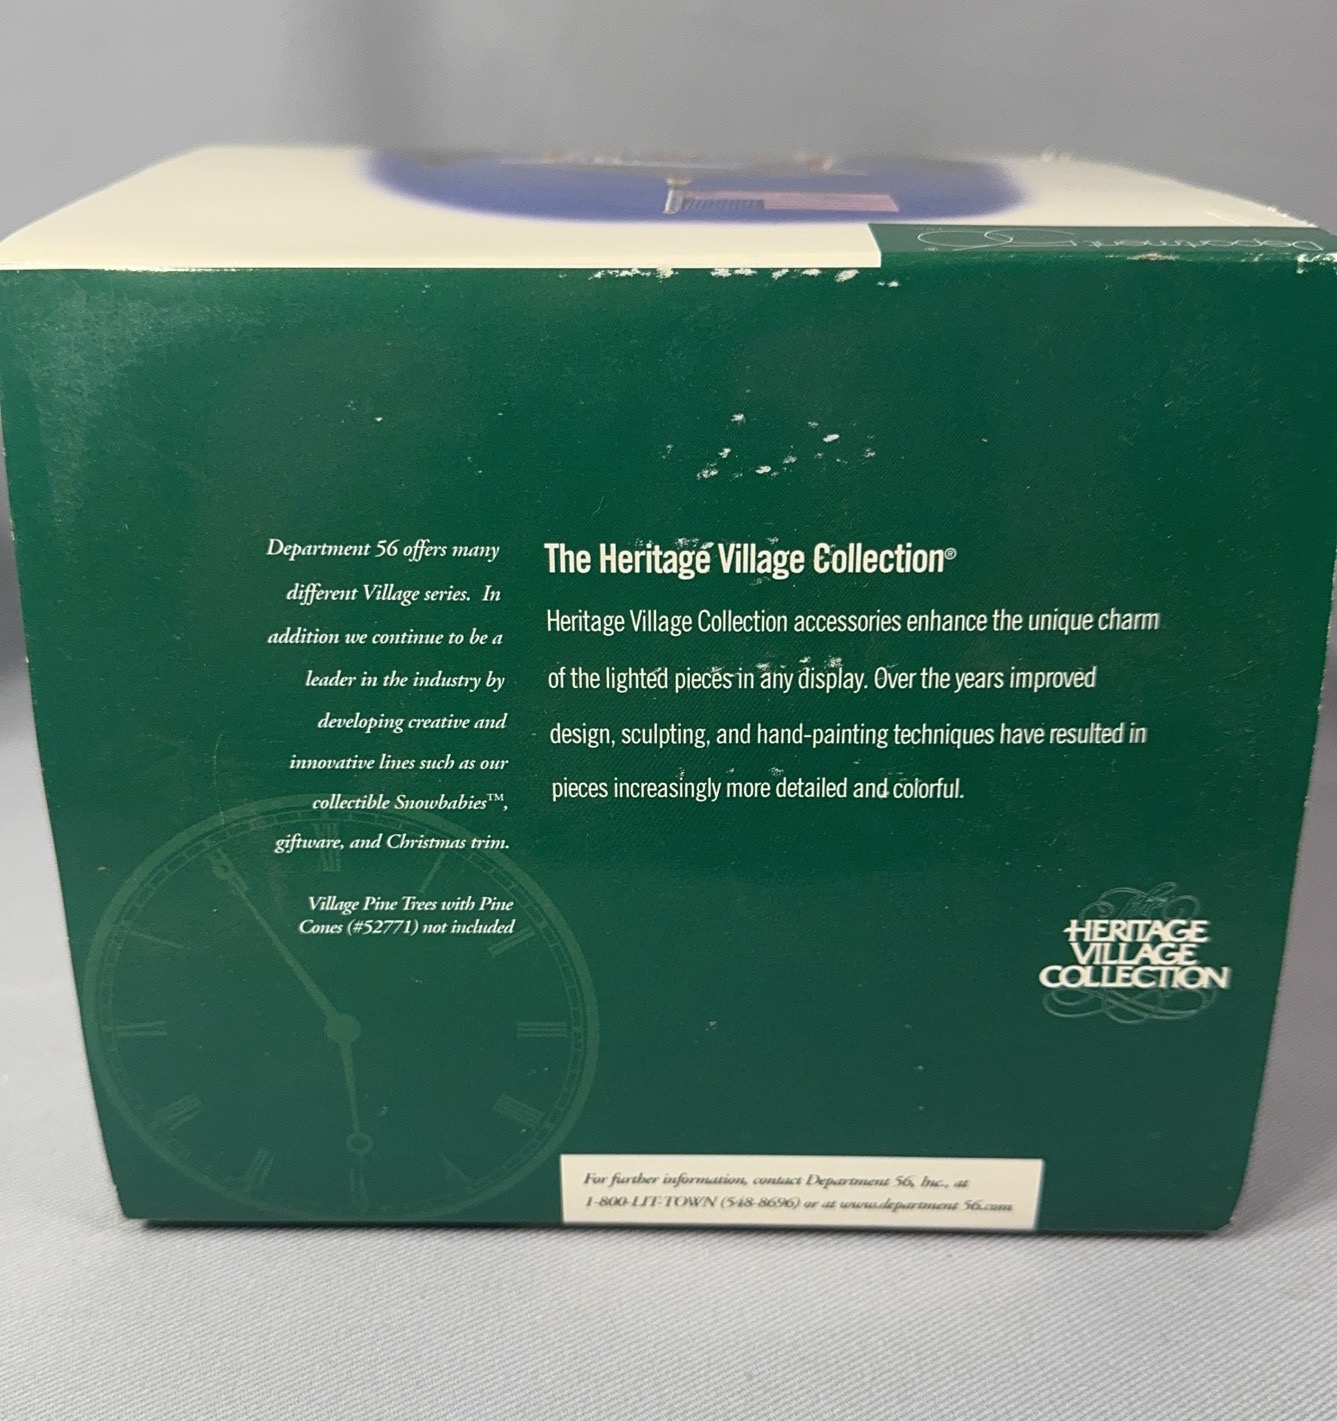 Department 56
Department 56 offers many
different Village series. In
addition we continue to be a
leader in the industry by
developing creative and
innovative lines such as our
collectible Snowbabies™,
giftware, and Christmas trim.
Village Pine Trees with Pine
Cones (#52771) not included
The Heritage Village Collection®
Heritage Village Collection accessories enhance the unique charm
of the lighted pieces in any display. Over the years improved
design, sculpting, and hand-painting techniques have resulted in
pieces increasingly more detailed and colorful.
HERITAGE
VILLAGE
COLLECTION
For further information, contact Department 56, Inc., at
1-800-LIT-TOWN (548-8696) or at www.department 56.com